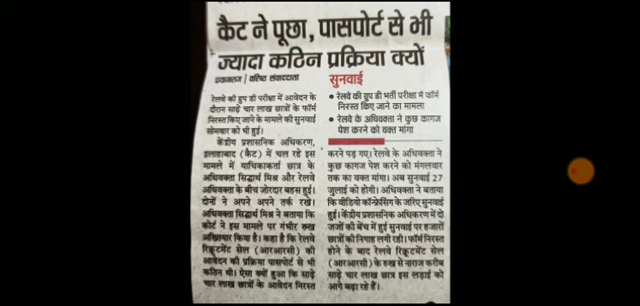 कैट ने पूछा, पासपोर्ट से भी
ज्यादा कठिन प्रक्रिया क्यों
प्रयागराज | वरिष्ठ संवाददाता
रेलवे की ग्रुप डी परीक्षा में आवेदन के
दौरान साढ़े चार लाख छात्रों के फॉर्म
निरस्त किए जाने के मामले की सुनवाई
सोमवार को भी हुई।
केंद्रीय प्रशासनिक अधिकरण,
इलाहाबाद (कैट) में चल रहे इस
मामले में याचिकाकर्ता छात्र के
अधिवक्ता सिद्धार्थ मिश्र और रेलवे
अधिवक्ता के बीच जोरदार बहस हुई।
दोनों ने अपने अपने तर्क रखे।
अधिवक्ता सिद्धार्थ मिश्र ने बताया कि
कोर्ट ने इस मामले पर गंभीर रुख
अख्तियार किया है। कहा है कि रेलवे
रिक्रूटमेंट सेल (आरआरसी) की
आवेदन की प्रक्रिया पासपोर्ट से भी
कठिन थी। ऐसा क्यों हुआ कि साढ़े
चार लाख छात्रों के आवेदन निरस्त
सुनवाई
• रेलवे की ग्रुप डी भर्ती परीक्षा में फॉर्म
निरस्त किए जाने का मामला
• रेलवे के अधिवक्ता ने कुछ कागज
पेश करने को वक्त मांगा
करने पड़ गए। रेलवे के अधिवक्ता ने
कुछ कागज पेश करने को मंगलवार
तक का वक्त मांगा। अब सुनवाई 27
जुलाई को होगी। अधिवक्ता ने बताया
कि वीडियो कॉन्फ्रेंसिंग के जरिए सुनवाई
हुई। केंद्रीय प्रशासनिक अधिकरण में दो
जजों की बेंच में हुई सुनवाई पर हजारों
छात्रों की निगाह लगी रही। फॉर्म निरस्त
होने के बाद रेलवे रिक्रूटमेंट सेल
(आरआरसी) के रुख से नाराज करीब
साढ़े चार लाख छात्र इस लड़ाई को
आगे बढ़ा रहे हैं।